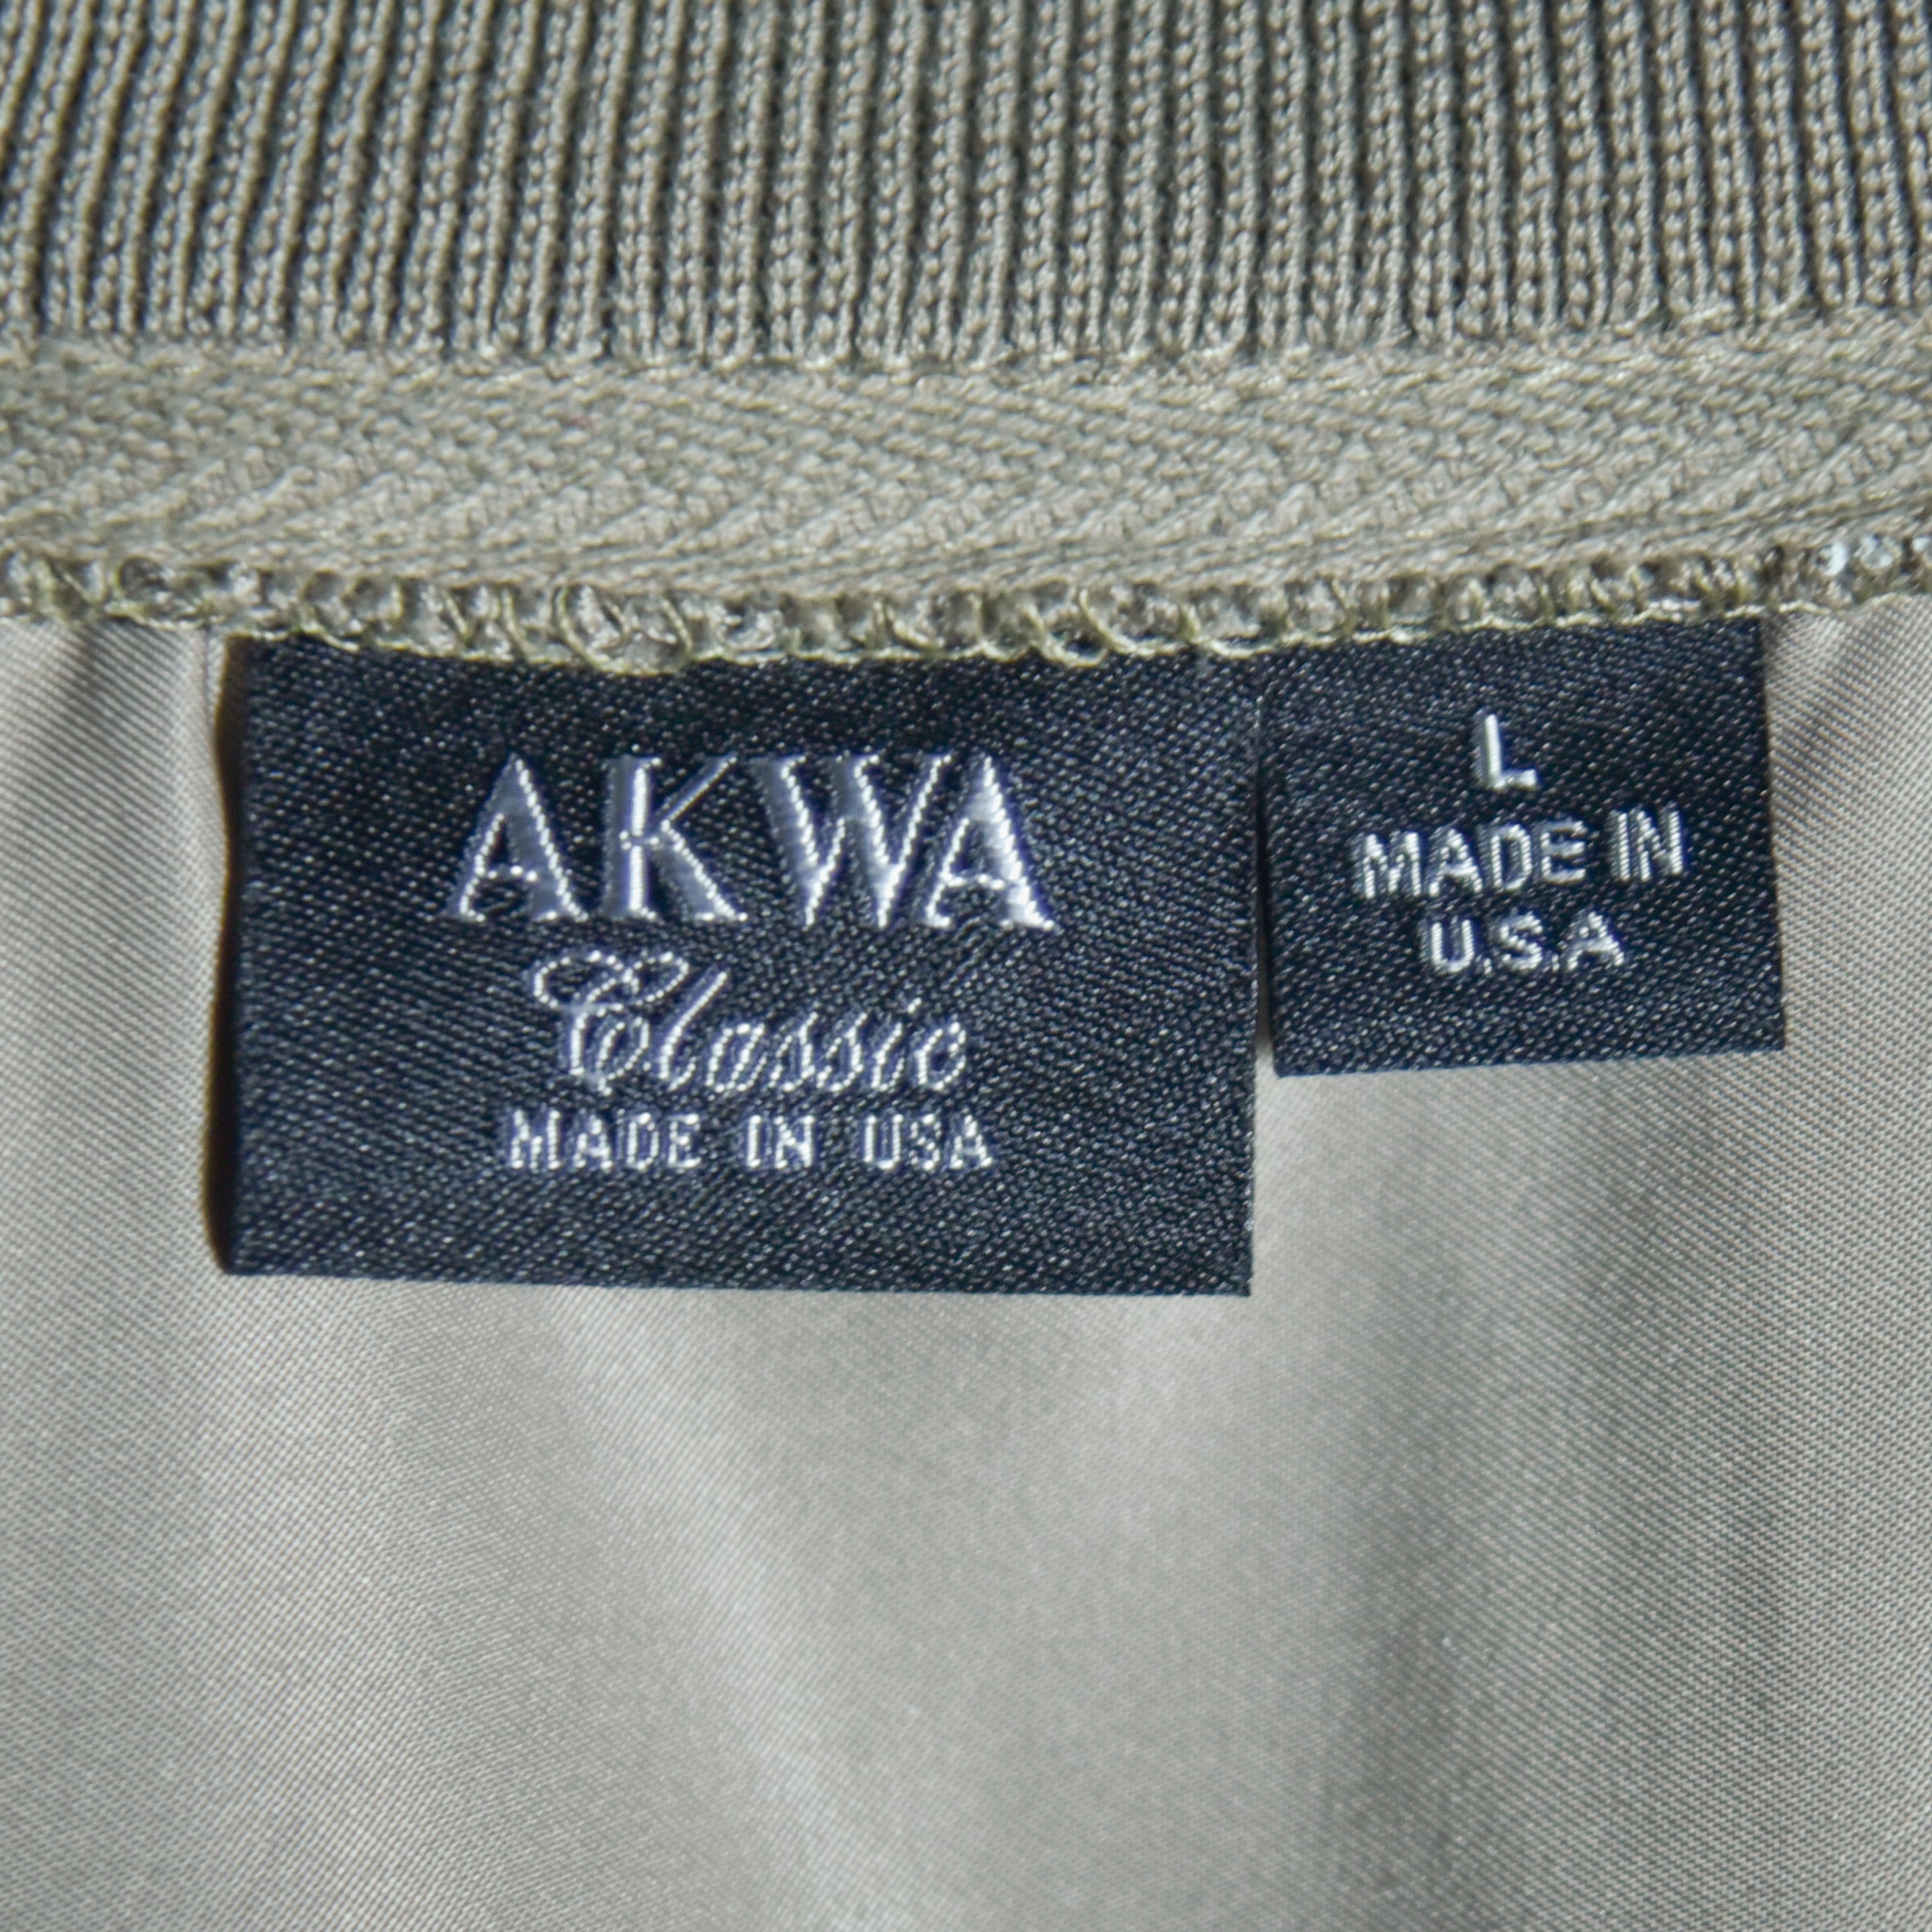 AKWA
Classic
MADE IN USA
L
MADE IN
U.S.A